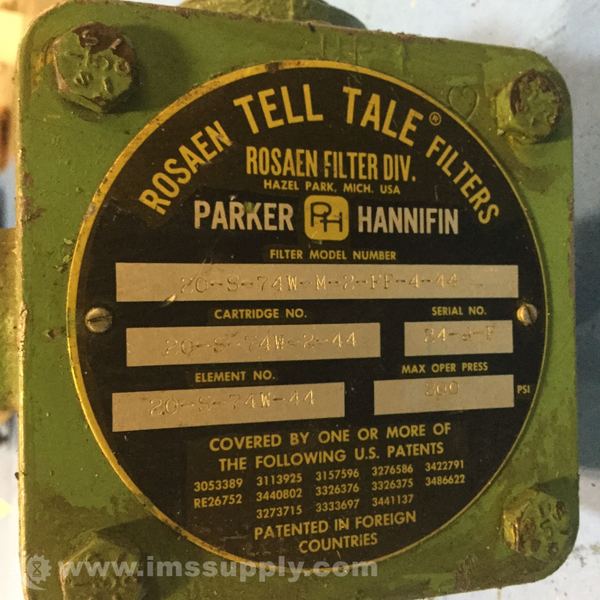 ROSAEN TELL TALE® FILTERS
ROSAEN FILTER DIV.
HAZEL PARK, MICH. USA
PARKER PH HANNIFIN
FILTER MODEL NUMBER
20-S-74W-M-2-FF-4-44
CARTRIDGE NO. SERIAL NO.
20-S-74W-2-44
ELEMENT NO. MAX OPER PRESS
20-S-74W-44 PSI
COVERED BY ONE OR MORE OF
THE FOLLOWING U.S. PATENTS
3053389 3113925 3157596 3276586 3422791
RE26752 3440802 3326376 3326375 3486622
3273715 3333697 3441137
PATENTED IN FOREIGN
COUNTRIES
www.imssupply.com